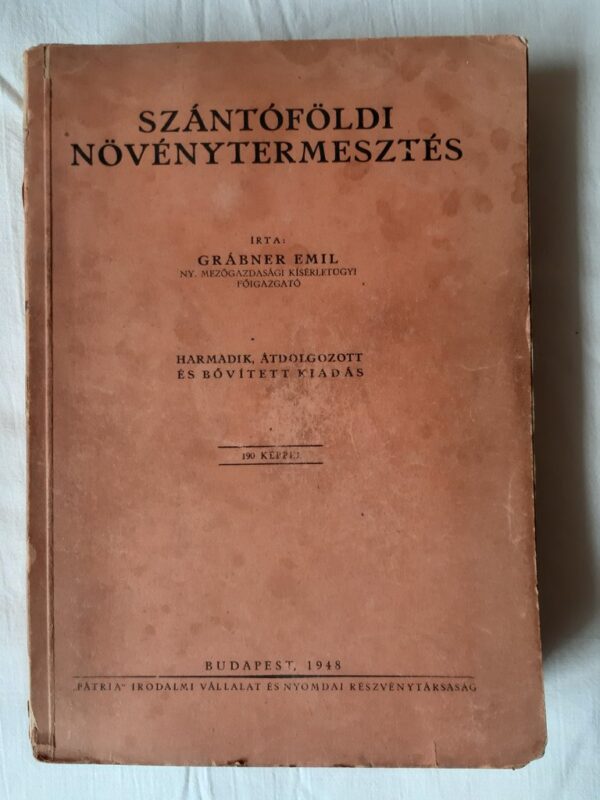 SZÁNTÓFÖLDI
NÖVÉNYTERMESZTÉS
ÍRTA:
GRÁBNER EMIL
NY. MEZŐGAZDASÁGI KÍSÉRLETÜGYI
FŐIGAZGATÓ
HARMADIK, ÁTDOLGOZOTT
ÉS BŐVÍTETT KIADÁS
190 KÉPPEL
BUDAPEST, 1948
„PÁTRIA“ IRODALMI VÁLLALAT ÉS NYOMDAI RÉSZVÉNYTÁRSASÁG